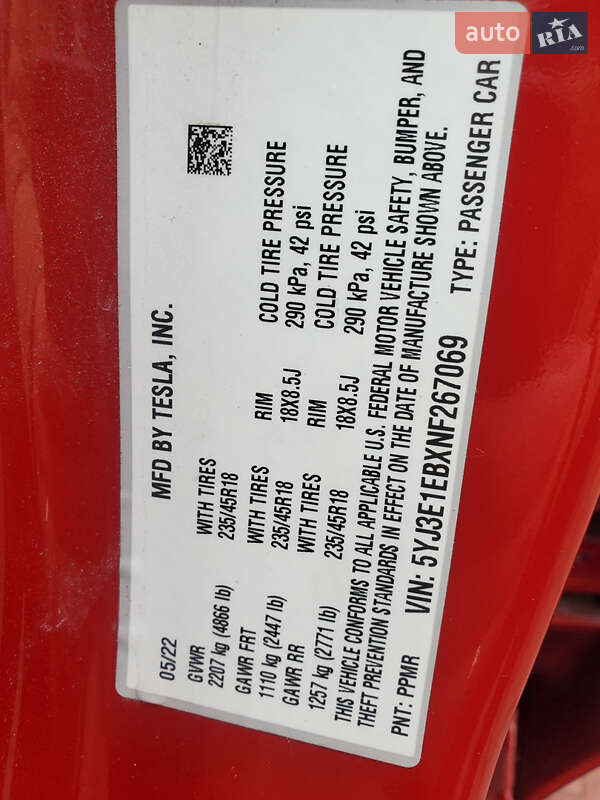 auto RIA.com
MFD BY TESLA, INC.
05/22
GVWR WITH TIRES RIM COLD TIRE PRESSURE
2207 kg (4866 lb) 235/45R18 18X8.5J 290 kPa, 42 psi
GAWR FRT WITH TIRES RIM COLD TIRE PRESSURE
1110 kg (2447 lb) 235/45R18 18X8.5J 290 kPa, 42 psi
GAWR RR
1257 kg (2771 lb)
THIS VEHICLE CONFORMS TO ALL APPLICABLE U.S. FEDERAL MOTOR VEHICLE SAFETY, BUMPER, AND
THEFT PREVENTION STANDARDS IN EFFECT ON THE DATE OF MANUFACTURE SHOWN ABOVE.
PNT: PPMR VIN: 5YJ3E1EBXNF267069 TYPE: PASSENGER CAR